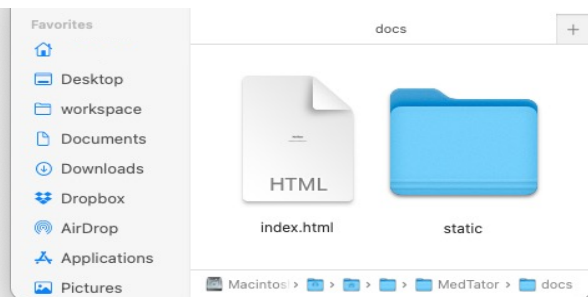 Favorites
Desktop
workspace
Documents
Downloads
Dropbox
AirDrop
Applications
Pictures
docs
+
HTML
index.html
static
Macintos › › › › MedTator › docs